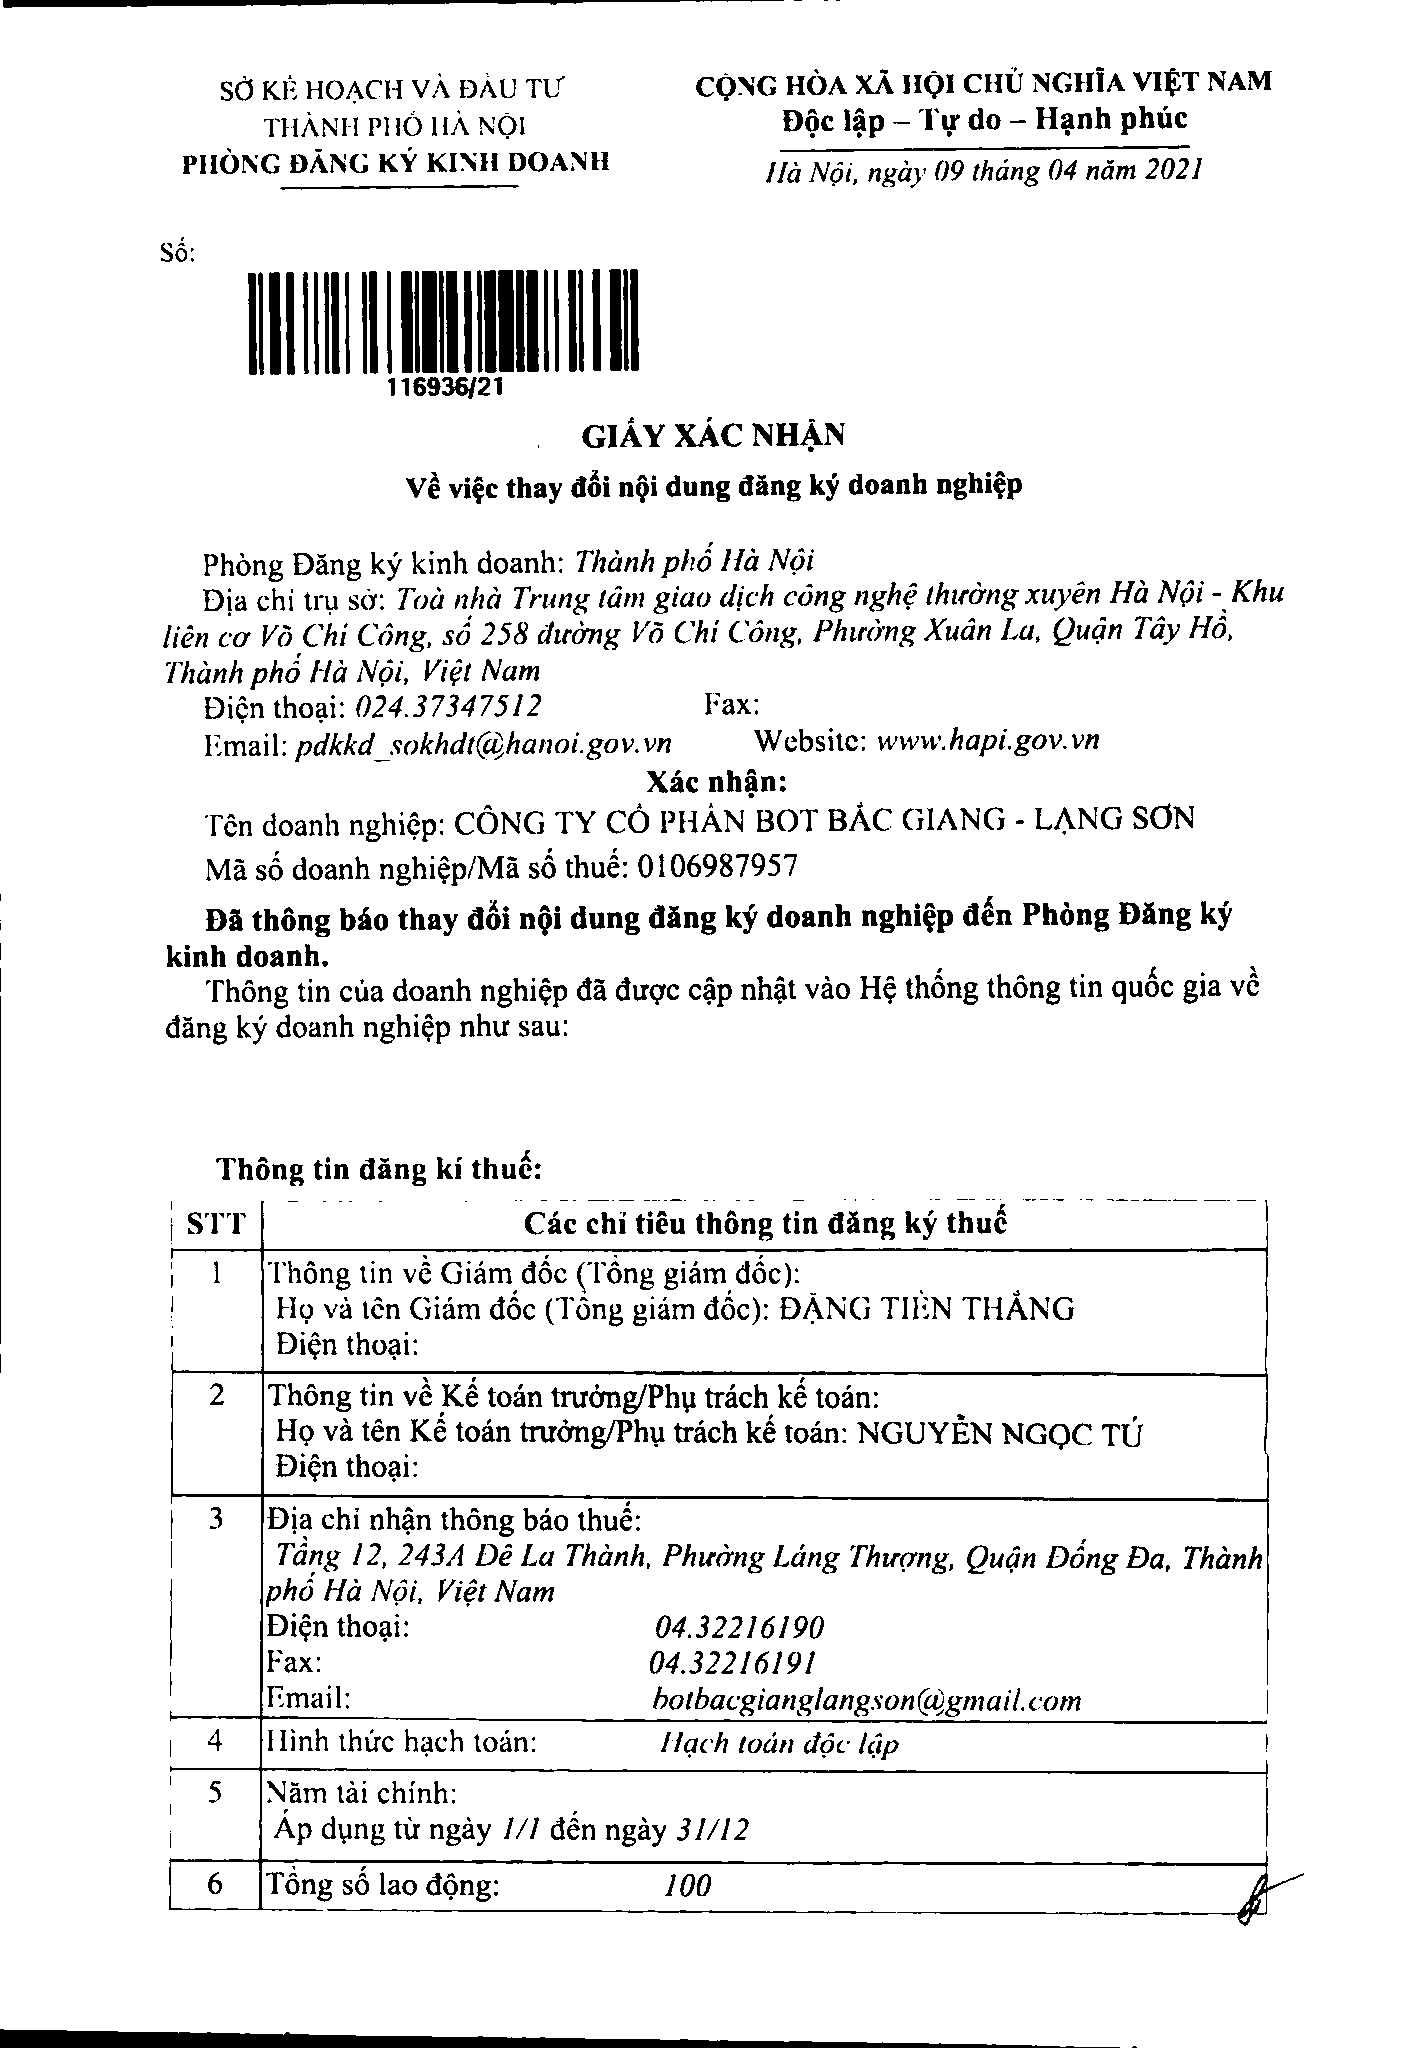 SỞ KẾ HOẠCH VÀ ĐẦU TƯ
THÀNH PHỐ HÀ NỘI
PHÒNG ĐĂNG KÝ KINH DOANH
CỘNG HÒA XÃ HỘI CHỦ NGHĨA VIỆT NAM
Độc lập – Tự do – Hạnh phúc
Hà Nội, ngày 09 tháng 04 năm 2021
Số:
116936/21
GIẤY XÁC NHẬN
Về việc thay đổi nội dung đăng ký doanh nghiệp
Phòng Đăng ký kinh doanh: Thành phố Hà Nội
Địa chỉ trụ sở: Toà nhà Trung tâm giao dịch công nghệ thường xuyên Hà Nội - Khu
liên cơ Võ Chí Công, số 258 đường Võ Chí Công, Phường Xuân La, Quận Tây Hồ,
Thành phố Hà Nội, Việt Nam
Điện thoại: 024.37347512 Fax:
Email: pdkkd_sokhdt@hanoi.gov.vn Website: www.hapi.gov.vn
Xác nhận:
Tên doanh nghiệp: CÔNG TY CỔ PHẦN BOT BẮC GIANG - LẠNG SƠN
Mã số doanh nghiệp/Mã số thuế: 0106987957
Đã thông báo thay đổi nội dung đăng ký doanh nghiệp đến Phòng Đăng ký
kinh doanh.
Thông tin của doanh nghiệp đã được cập nhật vào Hệ thống thông tin quốc gia về
đăng ký doanh nghiệp như sau:
Thông tin đăng kí thuế:
STT Các chỉ tiêu thông tin đăng ký thuế
1 Thông tin về Giám đốc (Tổng giám đốc):
Họ và tên Giám đốc (Tổng giám đốc): ĐẶNG TIẾN THẮNG
Điện thoại:
2 Thông tin về Kế toán trưởng/Phụ trách kế toán:
Họ và tên Kế toán trưởng/Phụ trách kế toán: NGUYỄN NGỌC TÚ
Điện thoại:
3 Địa chỉ nhận thông báo thuế:
Tầng 12, 243A Đê La Thành, Phường Láng Thượng, Quận Đống Đa, Thành
phố Hà Nội, Việt Nam
Điện thoại: 04.32216190
Fax: 04.32216191
Email: botbacgianglangson@gmail.com
4 Hình thức hạch toán: Hạch toán độc lập
5 Năm tài chính:
Áp dụng từ ngày 1/1 đến ngày 31/12
6 Tổng số lao động: 100